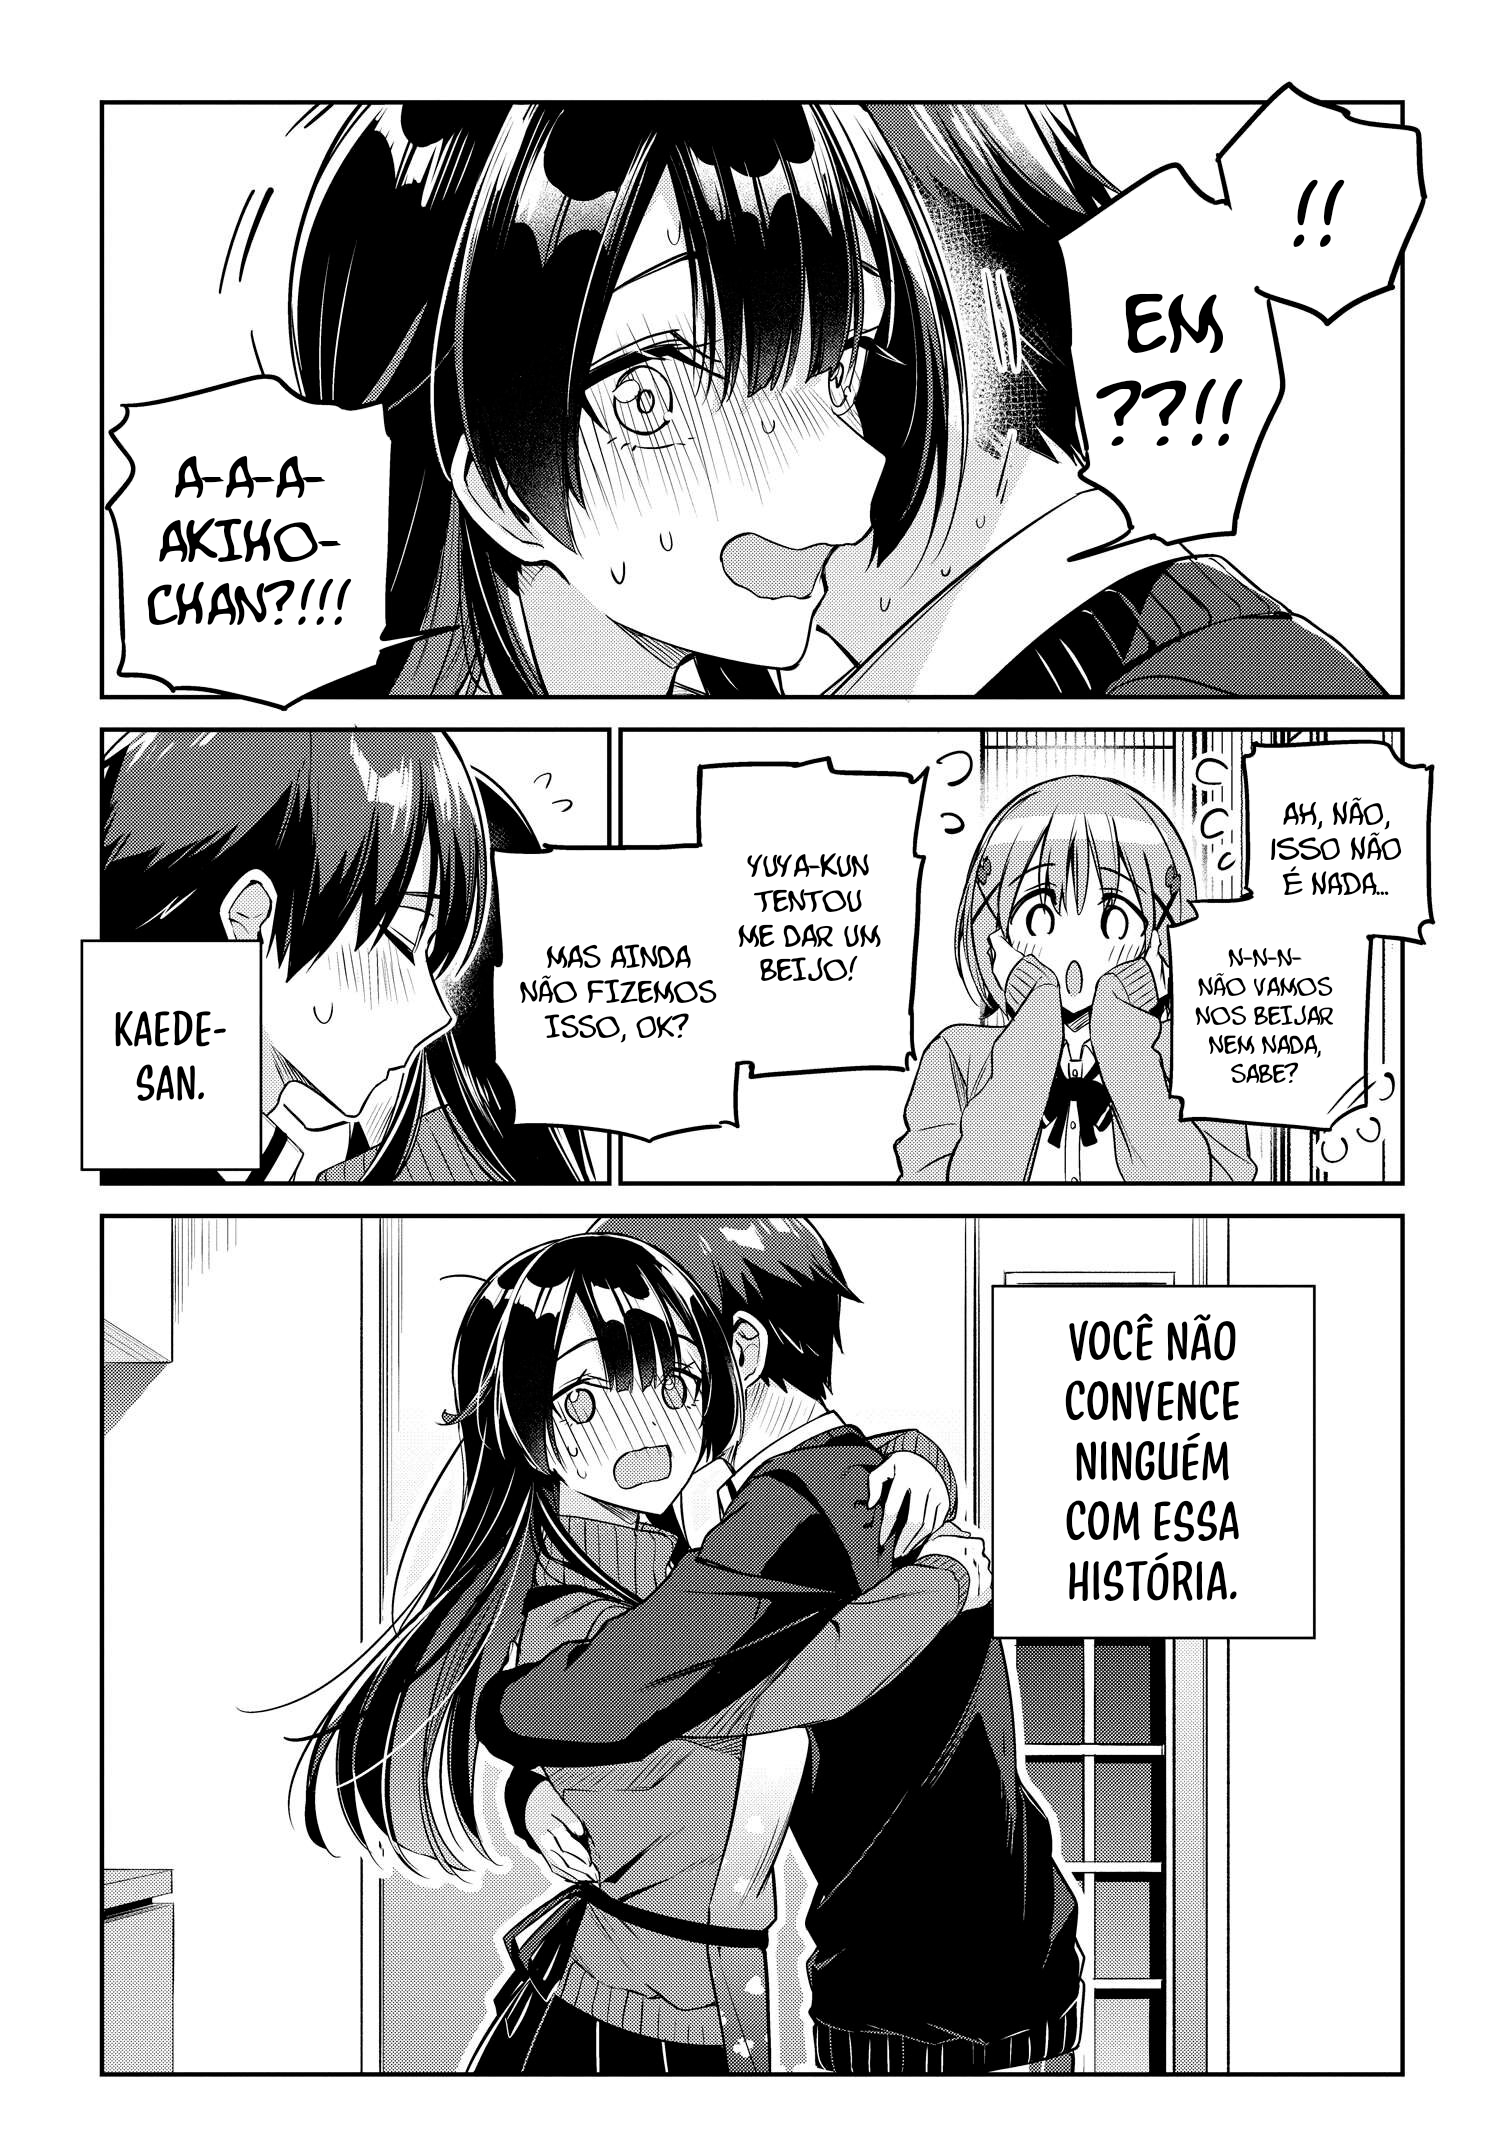 !!
EM
??!!
A-A-A-
AKIHO-
CHAN?!!!
AH, NÃO,
ISSO NÃO
É NADA...
N-N-N-
NÃO VAMOS
NOS BEIJAR
NEM NADA,
SABE?
YUYA-KUN
TENTOU
ME DAR UM
BEIJO!
MAS AINDA
NÃO FIZEMOS
ISSO, OK?
KAEDE-
SAN.
VOCÊ NÃO
CONVENCE
NINGUÉM
COM ESSA
HISTÓRIA.